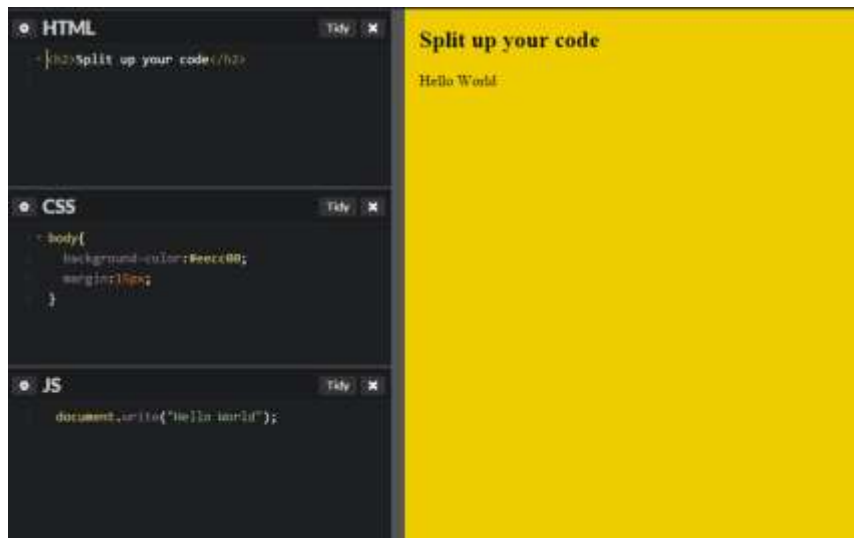 HTML
Tidy
<h2>Split up your code</h2>
CSS
Tidy
body{
background-color:#eecc00;
margin:15px;
}
JS
Tidy
document.write("Hello World");
Split up your code
Hello World